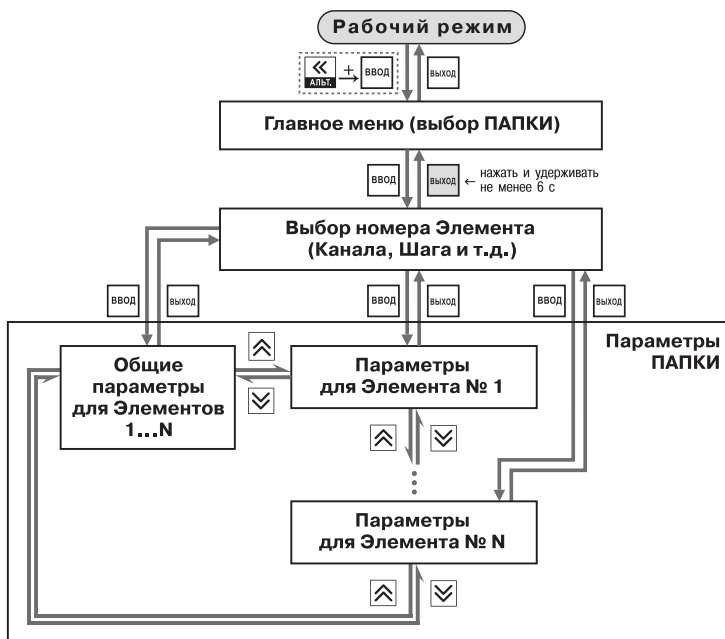 Рабочий режим
«
АЛЬТ.
+
ВВОД
ВЫХОД
Главное меню (выбор ПАПКИ)
ВВОД
ВЫХОД
← нажать и удерживать
не менее 6 с
Выбор номера Элемента
(Канала, Шага и т.д.)
ВВОД
ВЫХОД
ВВОД
ВЫХОД
ВВОД
ВЫХОД
Параметры
ПАПКИ
Общие
параметры
для Элементов
1...N
Параметры
для Элемента № 1
Параметры
для Элемента № N